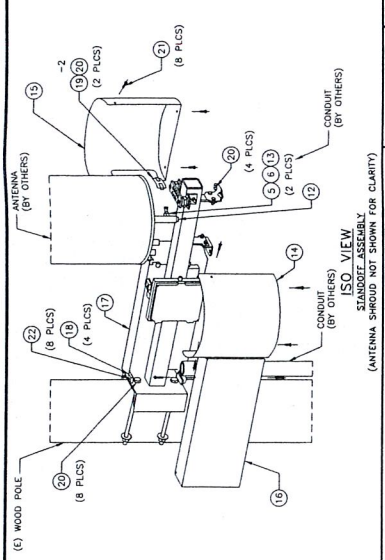 (E) WOOD POLE
20
(8 PLCS)
22
(8 PLCS)
18
(4 PLCS)
17
ANTENNA
(BY OTHERS)
15
-2
19 20
(2 PLCS)
21
(8 PLCS)
20
(4 PLCS)
5 6 13
(2 PLCS)
12
CONDUIT
(BY OTHERS)
14
CONDUIT
(BY OTHERS)
16
ISO VIEW
STANDOFF ASSEMBLY
(ANTENNA SHROUD NOT SHOWN FOR CLARITY)